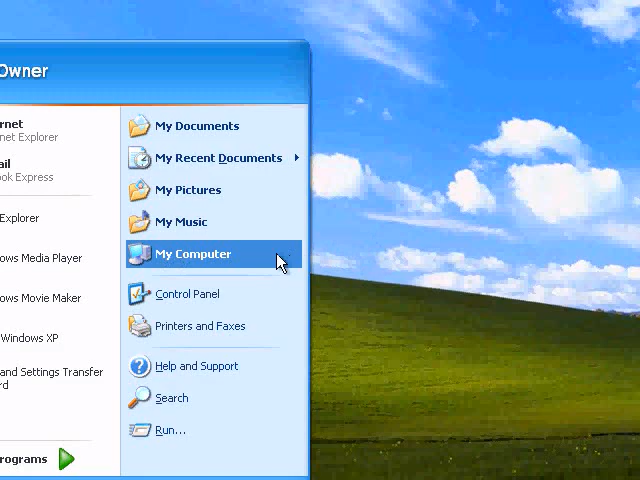 Owner
rnet
net Explorer
ail
ook Express
Explorer
ows Media Player
ows Movie Maker
Windows XP
and Settings Transfer
rd
rograms
My Documents
My Recent Documents
My Pictures
My Music
My Computer
Control Panel
Printers and Faxes
Help and Support
Search
Run...